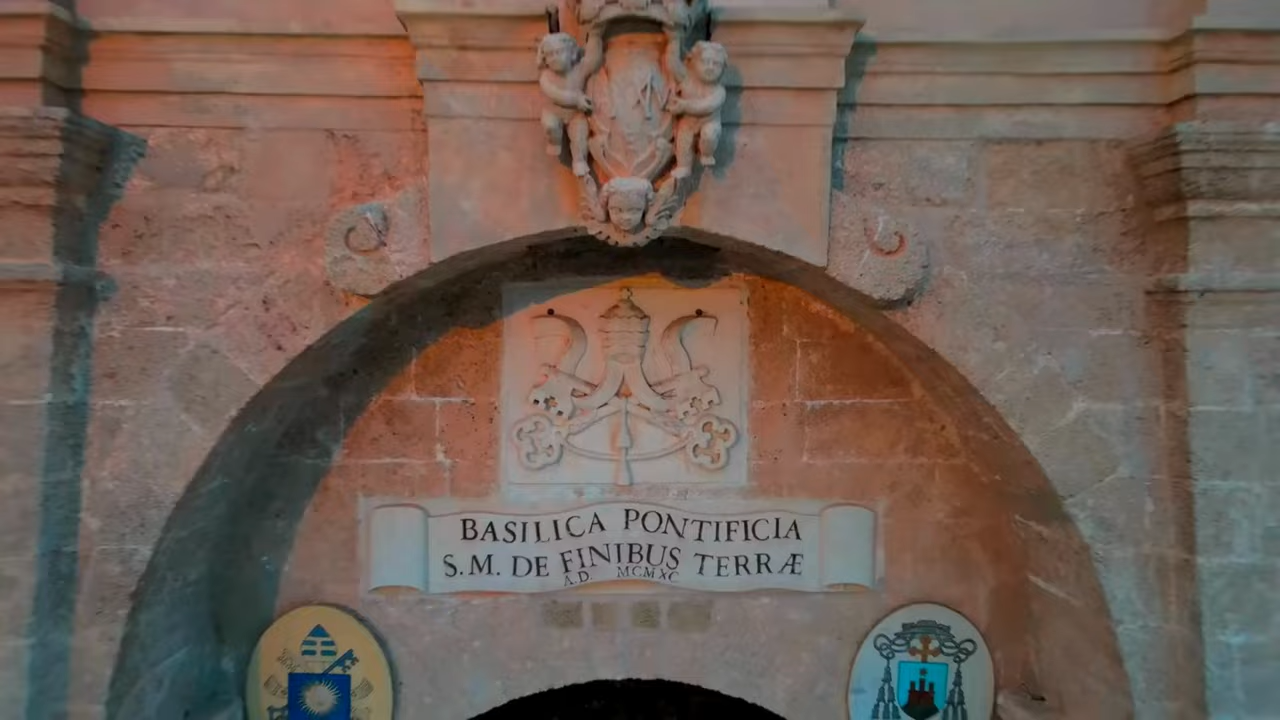 BASILICA PONTIFICIA
S.M. DE FINIBUS TERRÆ
A.D. MCMXC